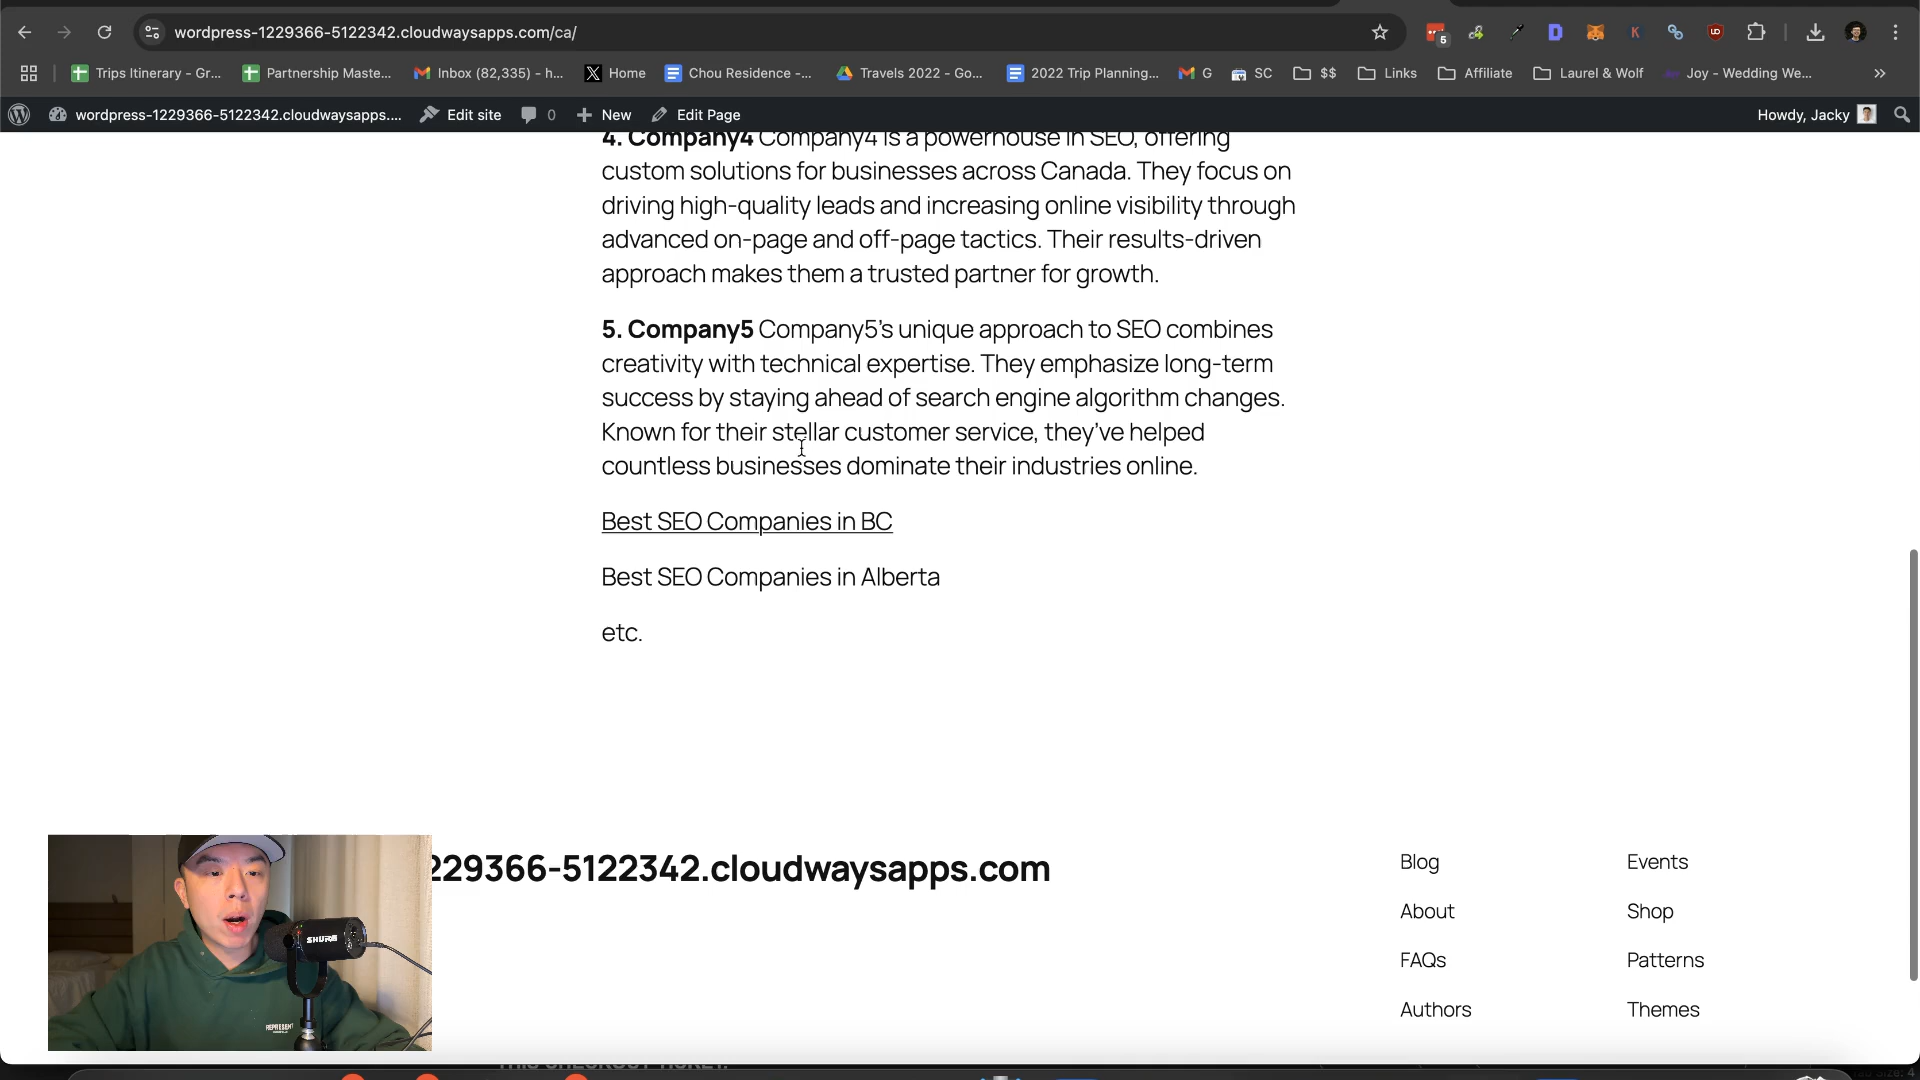 wordpress-1229366-5122342.cloudwaysapps.com/ca/
5
Trips Itinerary - Gr...
Partnership Maste...
Inbox (82,335) – h...
Home
Chou Residence -...
Travels 2022 - Go...
2022 Trip Planning...
G
SC
$$
Links
Affiliate
Laurel & Wolf
Joy - Wedding We...
»
wordpress-1229366-5122342.cloudwaysapps....
Edit site
0
New
Edit Page
Howdy, Jacky
4. Company4 Company4 is a powerhouse in SEO, offering
custom solutions for businesses across Canada. They focus on
driving high-quality leads and increasing online visibility through
advanced on-page and off-page tactics. Their results-driven
approach makes them a trusted partner for growth.
5. Company5 Company5’s unique approach to SEO combines
creativity with technical expertise. They emphasize long-term
success by staying ahead of search engine algorithm changes.
Known for their stellar customer service, they’ve helped
countless businesses dominate their industries online.
Best SEO Companies in BC
Best SEO Companies in Alberta
etc.
229366-5122342.cloudwaysapps.com
Blog
Events
About
Shop
FAQs
Patterns
Authors
Themes
SHURE
REPRESENT